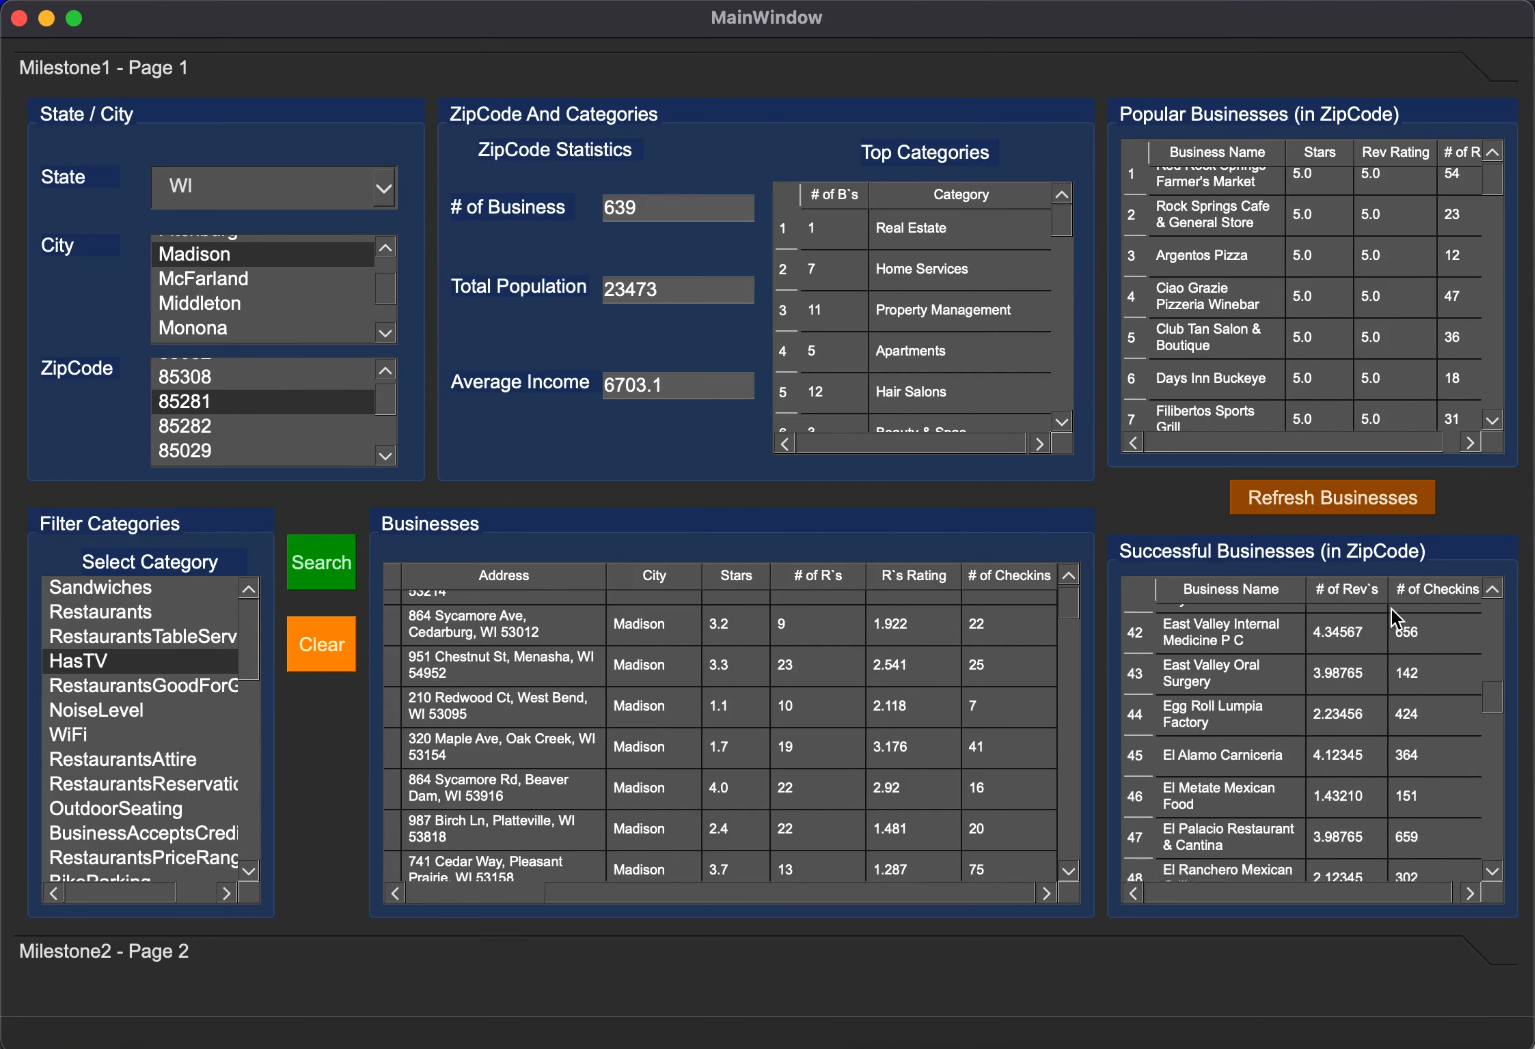 MainWindow
Milestone1 - Page 1
State / City
State
WI
City
Madison
McFarland
Middleton
Monona
ZipCode
85308
85281
85282
85029
ZipCode And Categories
ZipCode Statistics
# of Business
639
Total Population
23473
Average Income
6703.1
Top Categories
# of B`s Category
1 1 Real Estate
2 7 Home Services
3 11 Property Management
4 5 Apartments
5 12 Hair Salons
Popular Businesses (in ZipCode)
Business Name Stars Rev Rating # of R
1 Farmer's Market 5.0 5.0 54
2 Rock Springs Cafe & General Store 5.0 5.0 23
3 Argentos Pizza 5.0 5.0 12
4 Ciao Grazie Pizzeria Winebar 5.0 5.0 47
5 Club Tan Salon & Boutique 5.0 5.0 36
6 Days Inn Buckeye 5.0 5.0 18
7 Filibertos Sports Grill 5.0 5.0 31
Refresh Businesses
Filter Categories
Select Category
Sandwiches
Restaurants
RestaurantsTableServ
HasTV
RestaurantsGoodForG
NoiseLevel
WiFi
RestaurantsAttire
RestaurantsReservatic
OutdoorSeating
BusinessAcceptsCredi
RestaurantsPriceRang
BikeParking
Search
Clear
Businesses
Address City Stars # of R`s R`s Rating # of Checkins
53214
864 Sycamore Ave, Cedarburg, WI 53012 Madison 3.2 9 1.922 22
951 Chestnut St, Menasha, WI 54952 Madison 3.3 23 2.541 25
210 Redwood Ct, West Bend, WI 53095 Madison 1.1 10 2.118 7
320 Maple Ave, Oak Creek, WI 53154 Madison 1.7 19 3.176 41
864 Sycamore Rd, Beaver Dam, WI 53916 Madison 4.0 22 2.92 16
987 Birch Ln, Platteville, WI 53818 Madison 2.4 22 1.481 20
741 Cedar Way, Pleasant Prairie, WI 53158 Madison 3.7 13 1.287 75
Successful Businesses (in ZipCode)
Business Name # of Rev`s # of Checkins
42 East Valley Internal Medicine P C 4.34567 656
43 East Valley Oral Surgery 3.98765 142
44 Egg Roll Lumpia Factory 2.23456 424
45 El Alamo Carniceria 4.12345 364
46 El Metate Mexican Food 1.43210 151
47 El Palacio Restaurant & Cantina 3.98765 659
48 El Ranchero Mexican 2.12345 302
Milestone2 - Page 2